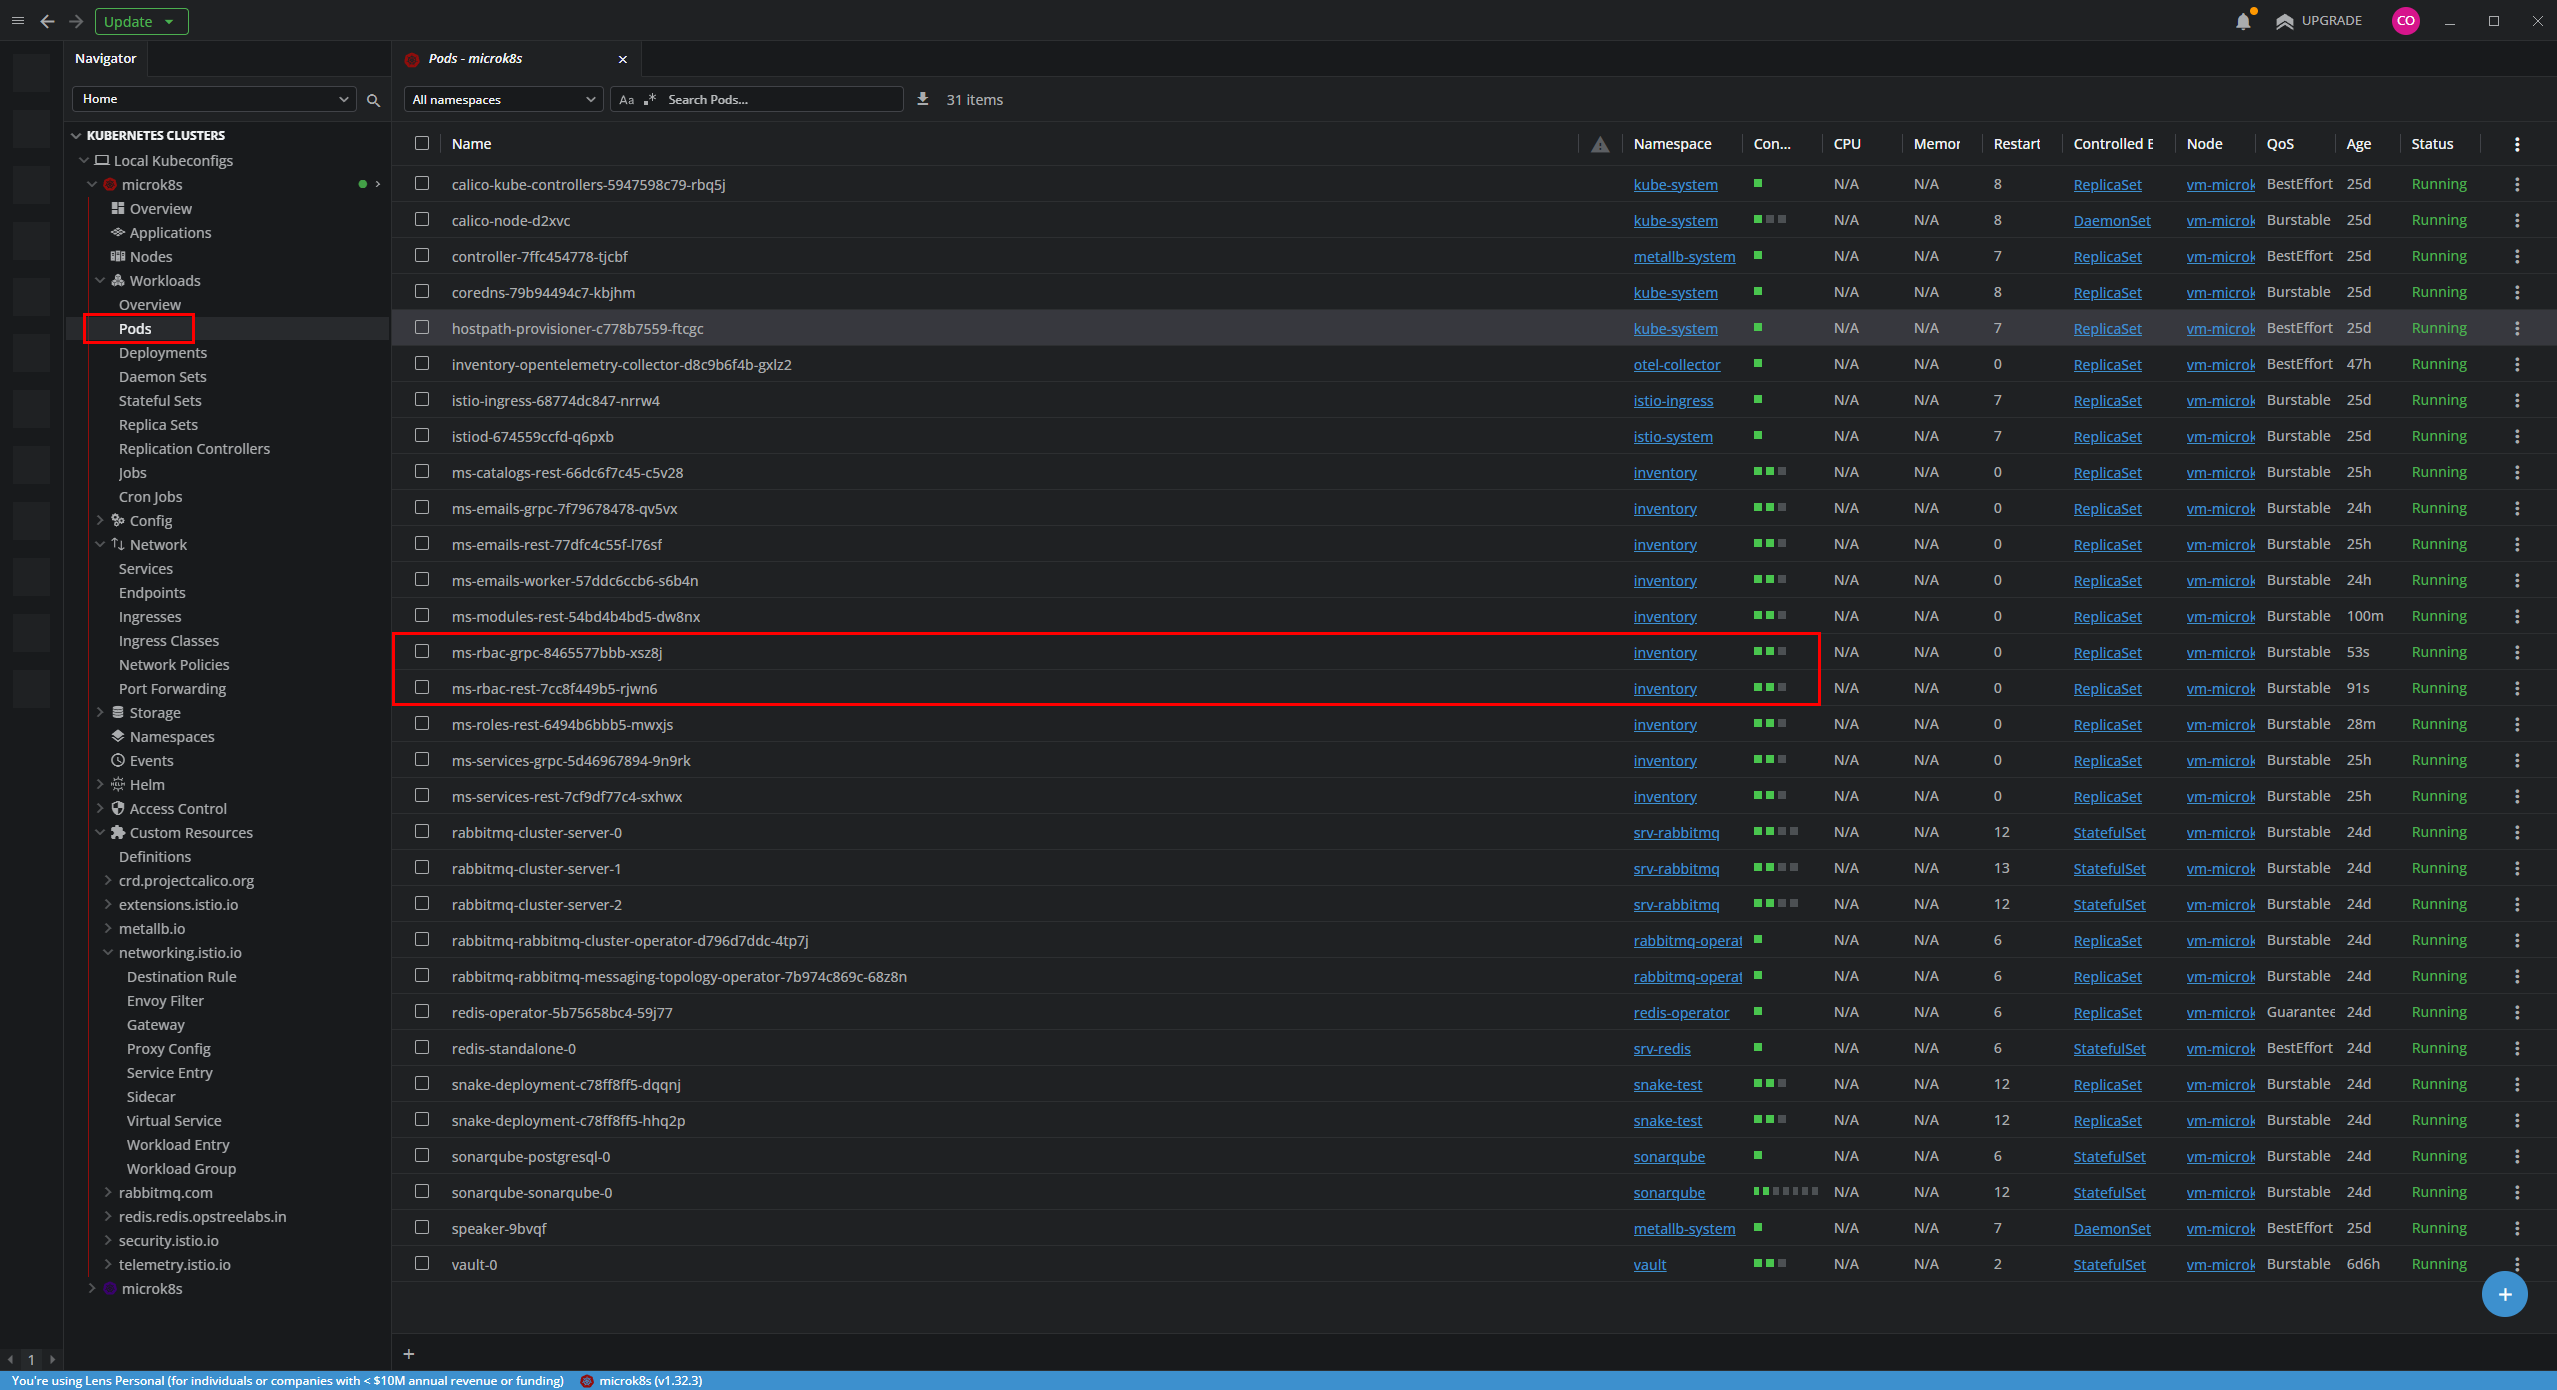 Update
UPGRADE
CO
Navigator
Pods - microk8s
Home
All namespaces
Aa .* Search Pods...
31 items
KUBERNETES CLUSTERS
Local Kubeconfigs
microk8s
Overview
Applications
Nodes
Workloads
Overview
Pods
Deployments
Daemon Sets
Stateful Sets
Replica Sets
Replication Controllers
Jobs
Cron Jobs
Config
Network
Services
Endpoints
Ingresses
Ingress Classes
Network Policies
Port Forwarding
Storage
Namespaces
Events
Helm
Access Control
Custom Resources
Definitions
crd.projectcalico.org
extensions.istio.io
metallb.io
networking.istio.io
Destination Rule
Envoy Filter
Gateway
Proxy Config
Service Entry
Sidecar
Virtual Service
Workload Entry
Workload Group
rabbitmq.com
redis.redis.opstreelabs.in
security.istio.io
telemetry.istio.io
microk8s
Name Namespace Con... CPU Memor Restart Controlled E Node QoS Age Status
calico-kube-controllers-5947598c79-rbq5j kube-system N/A N/A 8 ReplicaSet vm-microk BestEffort 25d Running
calico-node-d2xvc kube-system N/A N/A 8 DaemonSet vm-microk Burstable 25d Running
controller-7ffc454778-tjcbf metallb-system N/A N/A 7 ReplicaSet vm-microk BestEffort 25d Running
coredns-79b94494c7-kbjhm kube-system N/A N/A 8 ReplicaSet vm-microk Burstable 25d Running
hostpath-provisioner-c778b7559-ftcgc kube-system N/A N/A 7 ReplicaSet vm-microk BestEffort 25d Running
inventory-opentelemetry-collector-d8c9b6f4b-gxlz2 otel-collector N/A N/A 0 ReplicaSet vm-microk BestEffort 47h Running
istio-ingress-68774dc847-nrrw4 istio-ingress N/A N/A 7 ReplicaSet vm-microk Burstable 25d Running
istiod-674559ccfd-q6pxb istio-system N/A N/A 7 ReplicaSet vm-microk Burstable 25d Running
ms-catalogs-rest-66dc6f7c45-c5v28 inventory N/A N/A 0 ReplicaSet vm-microk Burstable 25h Running
ms-emails-grpc-7f79678478-qv5vx inventory N/A N/A 0 ReplicaSet vm-microk Burstable 24h Running
ms-emails-rest-77dfc4c55f-l76sf inventory N/A N/A 0 ReplicaSet vm-microk Burstable 25h Running
ms-emails-worker-57ddc6ccb6-s6b4n inventory N/A N/A 0 ReplicaSet vm-microk Burstable 24h Running
ms-modules-rest-54bd4b4bd5-dw8nx inventory N/A N/A 0 ReplicaSet vm-microk Burstable 100m Running
ms-rbac-grpc-8465577bbb-xsz8j inventory N/A N/A 0 ReplicaSet vm-microk Burstable 53s Running
ms-rbac-rest-7cc8f449b5-rjwn6 inventory N/A N/A 0 ReplicaSet vm-microk Burstable 91s Running
ms-roles-rest-6494b6bbb5-mwxjs inventory N/A N/A 0 ReplicaSet vm-microk Burstable 28m Running
ms-services-grpc-5d46967894-9n9rk inventory N/A N/A 0 ReplicaSet vm-microk Burstable 25h Running
ms-services-rest-7cf9df77c4-sxhwx inventory N/A N/A 0 ReplicaSet vm-microk Burstable 25h Running
rabbitmq-cluster-server-0 srv-rabbitmq N/A N/A 12 StatefulSet vm-microk Burstable 24d Running
rabbitmq-cluster-server-1 srv-rabbitmq N/A N/A 13 StatefulSet vm-microk Burstable 24d Running
rabbitmq-cluster-server-2 srv-rabbitmq N/A N/A 12 StatefulSet vm-microk Burstable 24d Running
rabbitmq-rabbitmq-cluster-operator-d796d7ddc-4tp7j rabbitmq-operat N/A N/A 6 ReplicaSet vm-microk Burstable 24d Running
rabbitmq-rabbitmq-messaging-topology-operator-7b974c869c-68z8n rabbitmq-operat N/A N/A 6 ReplicaSet vm-microk Burstable 24d Running
redis-operator-5b75658bc4-59j77 redis-operator N/A N/A 6 ReplicaSet vm-microk Guarantee 24d Running
redis-standalone-0 srv-redis N/A N/A 6 StatefulSet vm-microk BestEffort 24d Running
snake-deployment-c78ff8ff5-dqqnj snake-test N/A N/A 12 ReplicaSet vm-microk Burstable 24d Running
snake-deployment-c78ff8ff5-hhq2p snake-test N/A N/A 12 ReplicaSet vm-microk Burstable 24d Running
sonarqube-postgresql-0 sonarqube N/A N/A 6 StatefulSet vm-microk Burstable 24d Running
sonarqube-sonarqube-0 sonarqube N/A N/A 12 StatefulSet vm-microk Burstable 24d Running
speaker-9bvqf metallb-system N/A N/A 7 DaemonSet vm-microk BestEffort 25d Running
vault-0 vault N/A N/A 2 StatefulSet vm-microk Burstable 6d6h Running
1
You're using Lens Personal (for individuals or companies with < $10M annual revenue or funding) microk8s (v1.32.3)